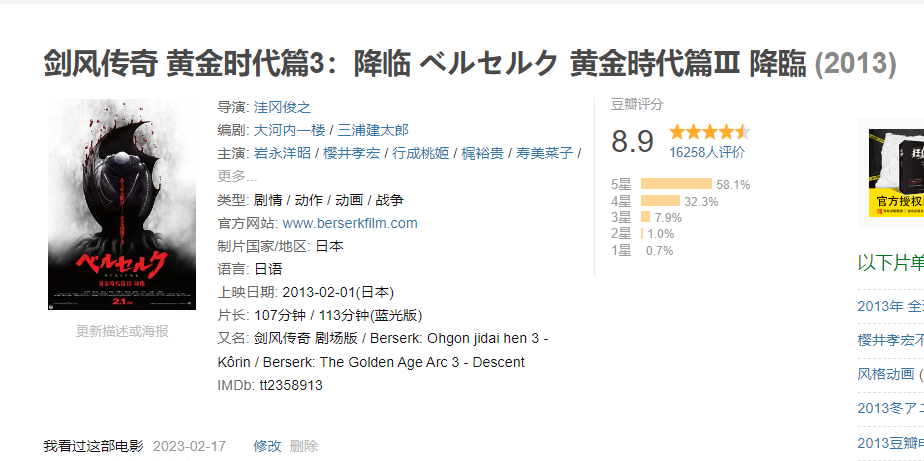 剑风传奇 黄金时代篇3：降临 ベルセルク 黄金時代篇Ⅲ 降臨 (2013)
ベルセルク
BERSERK
黄金時代篇Ⅲ 降臨
2.1
导演: 洼冈俊之
编剧: 大河内一楼 / 三浦建太郎
主演: 岩永洋昭 / 樱井孝宏 / 行成桃姬 / 梶裕贵 / 寿美菜子 /
更多...
类型: 剧情 / 动作 / 动画 / 战争
官方网站: www.berserkfilm.com
制片国家/地区: 日本
语言: 日语
上映日期: 2013-02-01(日本)
片长: 107分钟 / 113分钟(蓝光版)
又名: 剑风传奇 剧场版 / Berserk: Ohgon jidai hen 3 -
Kôrin / Berserk: The Golden Age Arc 3 - Descent
IMDb: tt2358913
更新描述或海报
豆瓣评分
8.9
16258人评价
5星 58.1%
4星 32.3%
3星 7.9%
2星 1.0%
1星 0.7%
我看过这部电影 2023-02-17 修改 删除
官方授权
以下片单
2013年 全
樱井孝宏
风格动画 (
2013冬アニ
2013豆瓣